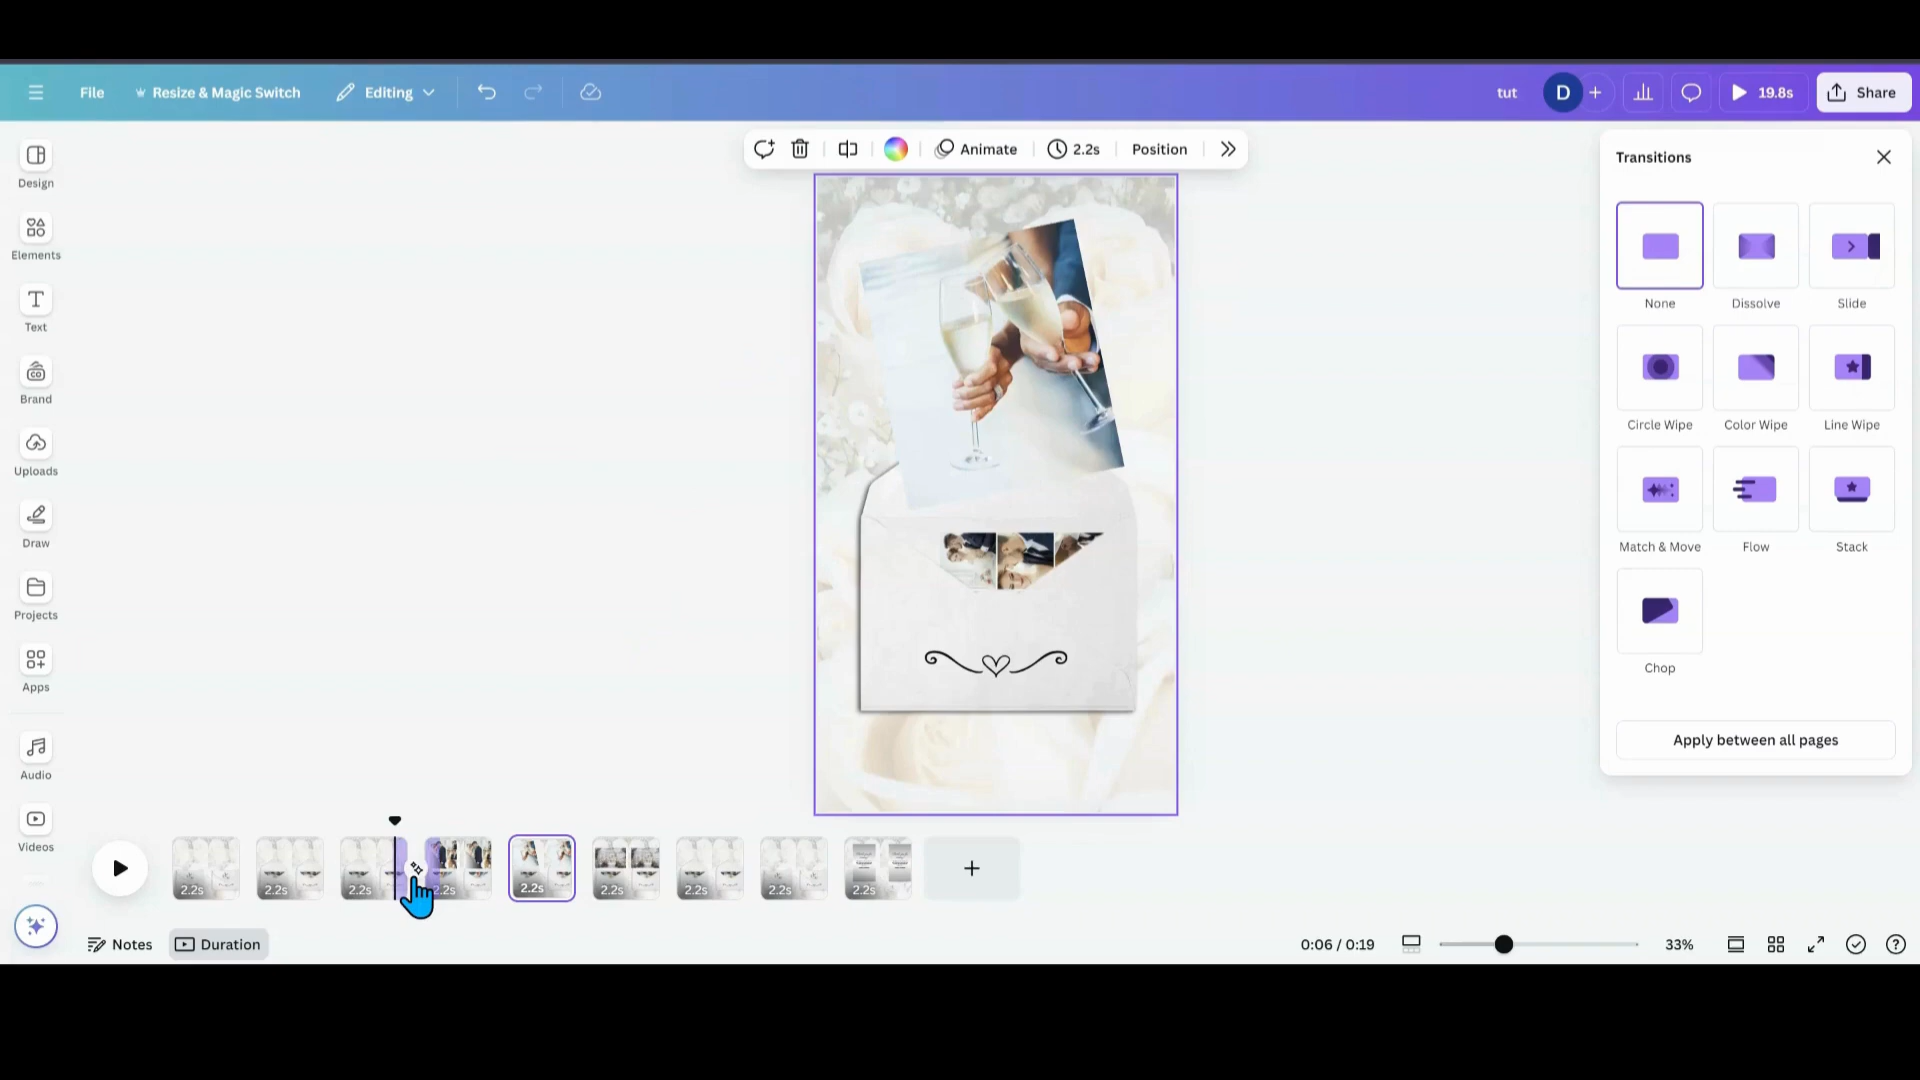 File
Resize & Magic Switch
Editing
tut
D
19.8s
Share
Design
Elements
Text
Brand
Uploads
Draw
Projects
Apps
Audio
Videos
Animate
2.2s
Position
Transitions
None
Dissolve
Slide
Circle Wipe
Color Wipe
Line Wipe
Match & Move
Flow
Stack
Chop
Apply between all pages
2.2s
2.2s
2.2s
2.2s
2.2s
2.2s
2.2s
2.2s
2.2s
Notes
Duration
0:06 / 0:19
33%